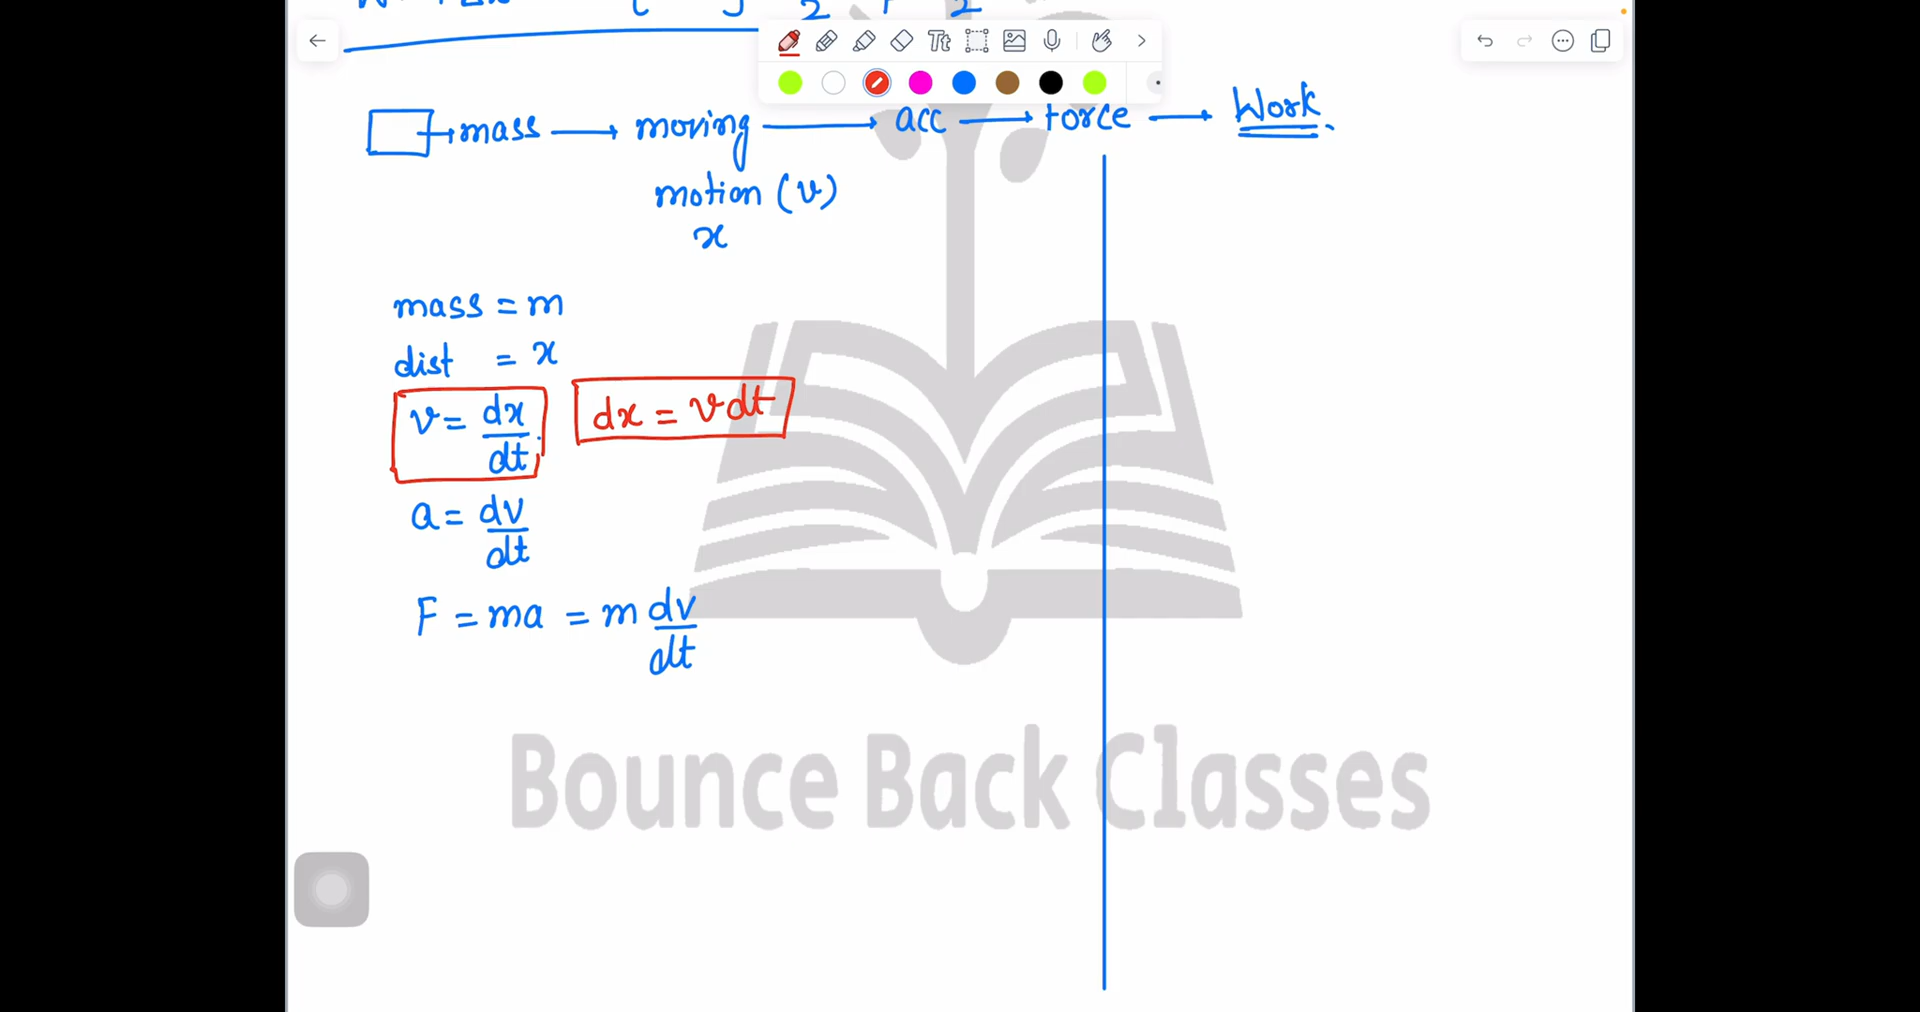 Tt
mass → moving → acc → force → Work
motion (v)
x
mass = m
dist = x
v = dx/dt
dx = vdt
a = dv/dt
F = ma = m dv/dt
Bounce Back Classes